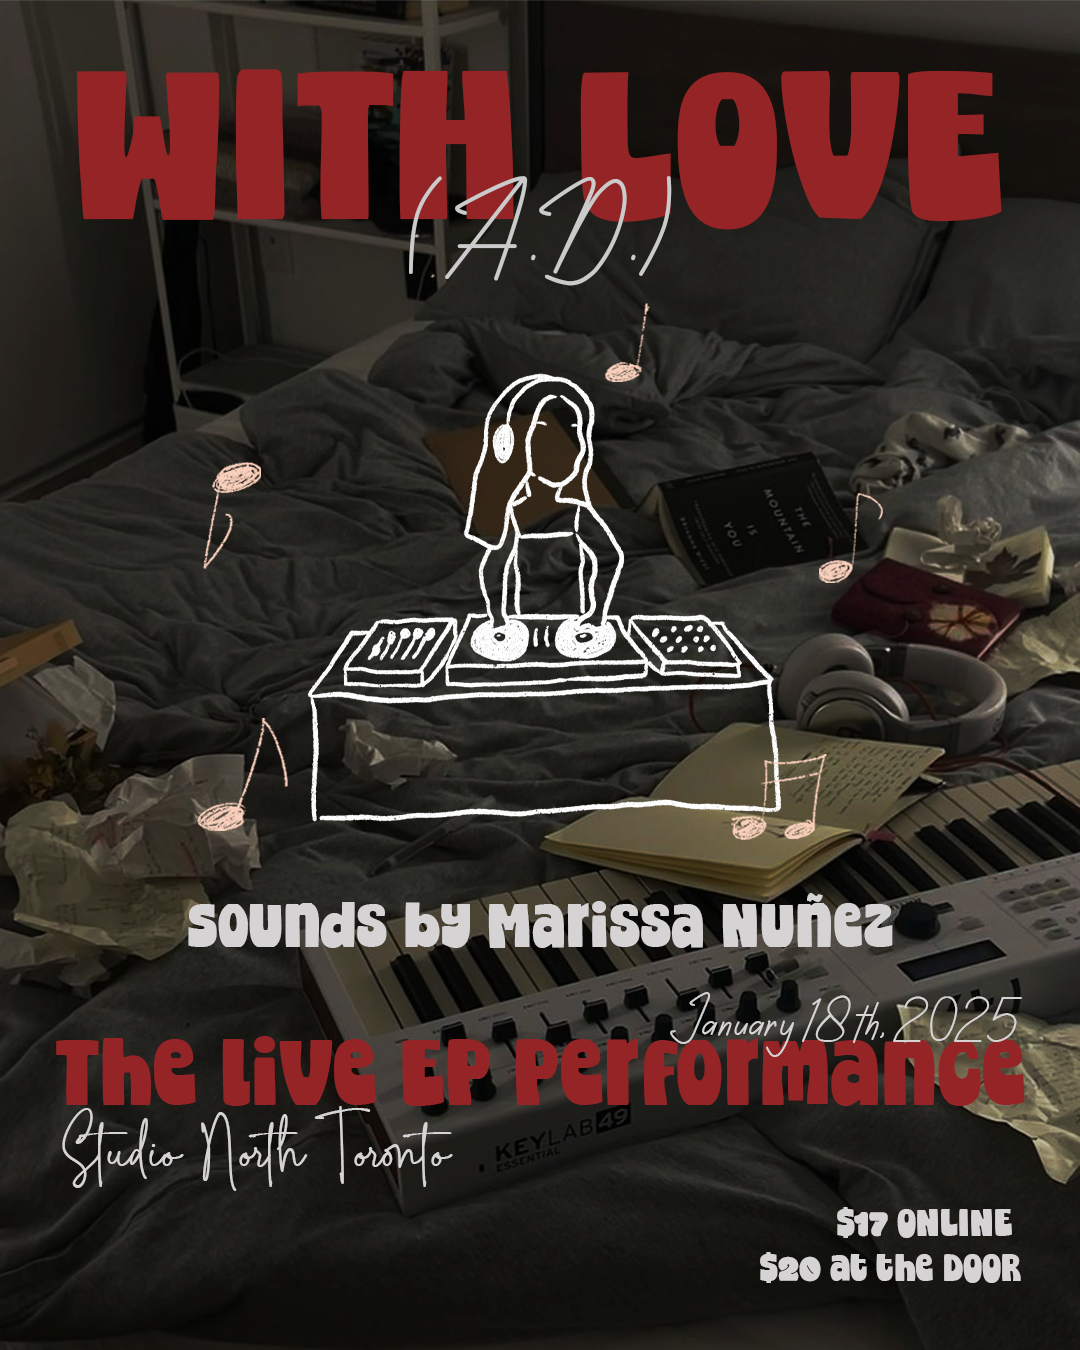 WITH LOVE
(.A.D.)
THE
MOUNTAIN
IS
YOU
sounds by Marissa Nuñez
January 18th, 2025
The live EP Performance
Studio North Toronto
KEYLAB 49
ESSENTIAL
$17 ONLINE
$20 at the DOOR